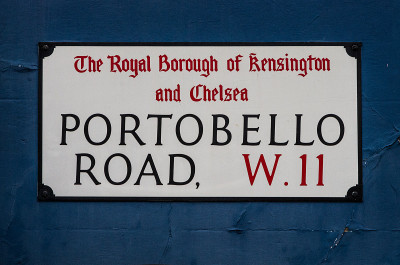 The Royal Borough of Kensington
and Chelsea
PORTOBELLO
ROAD, W.11